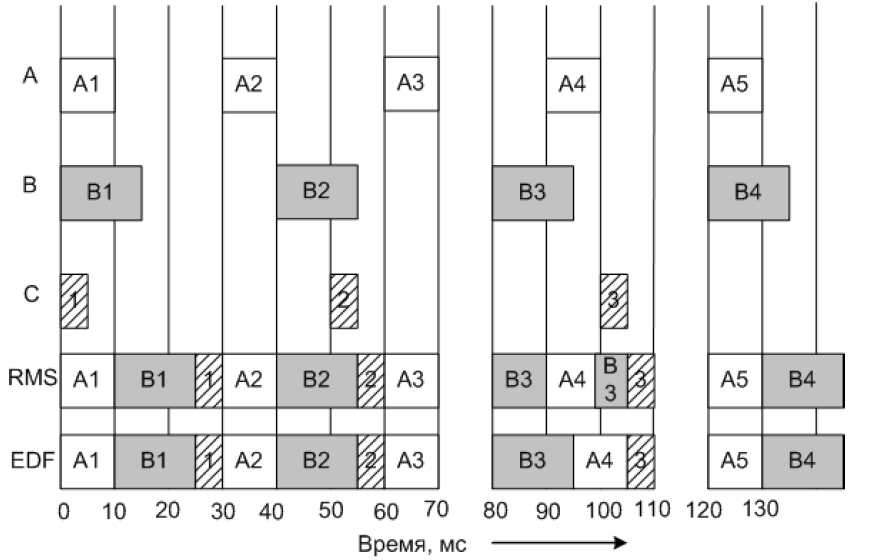 A A1 A2 A3 A4 A5
B B1 B2 B3 B4
C 1 2 3
RMS A1 B1 1 A2 B2 2 A3 B3 A4 B 3 3 A5 B4
EDF A1 B1 1 A2 B2 2 A3 B3 A4 3 A5 B4
0 10 20 30 40 50 60 70 80 90 100 110 120 130
Время, мс